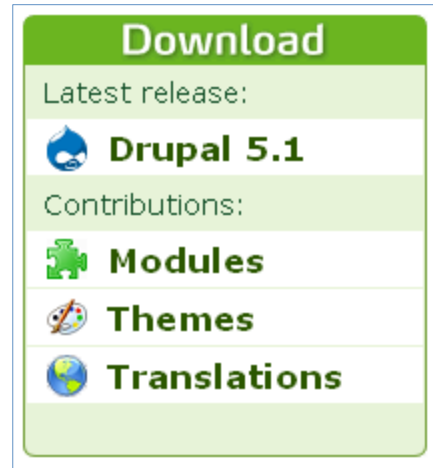 Download
Latest release:
Drupal 5.1
Contributions:
Modules
Themes
Translations